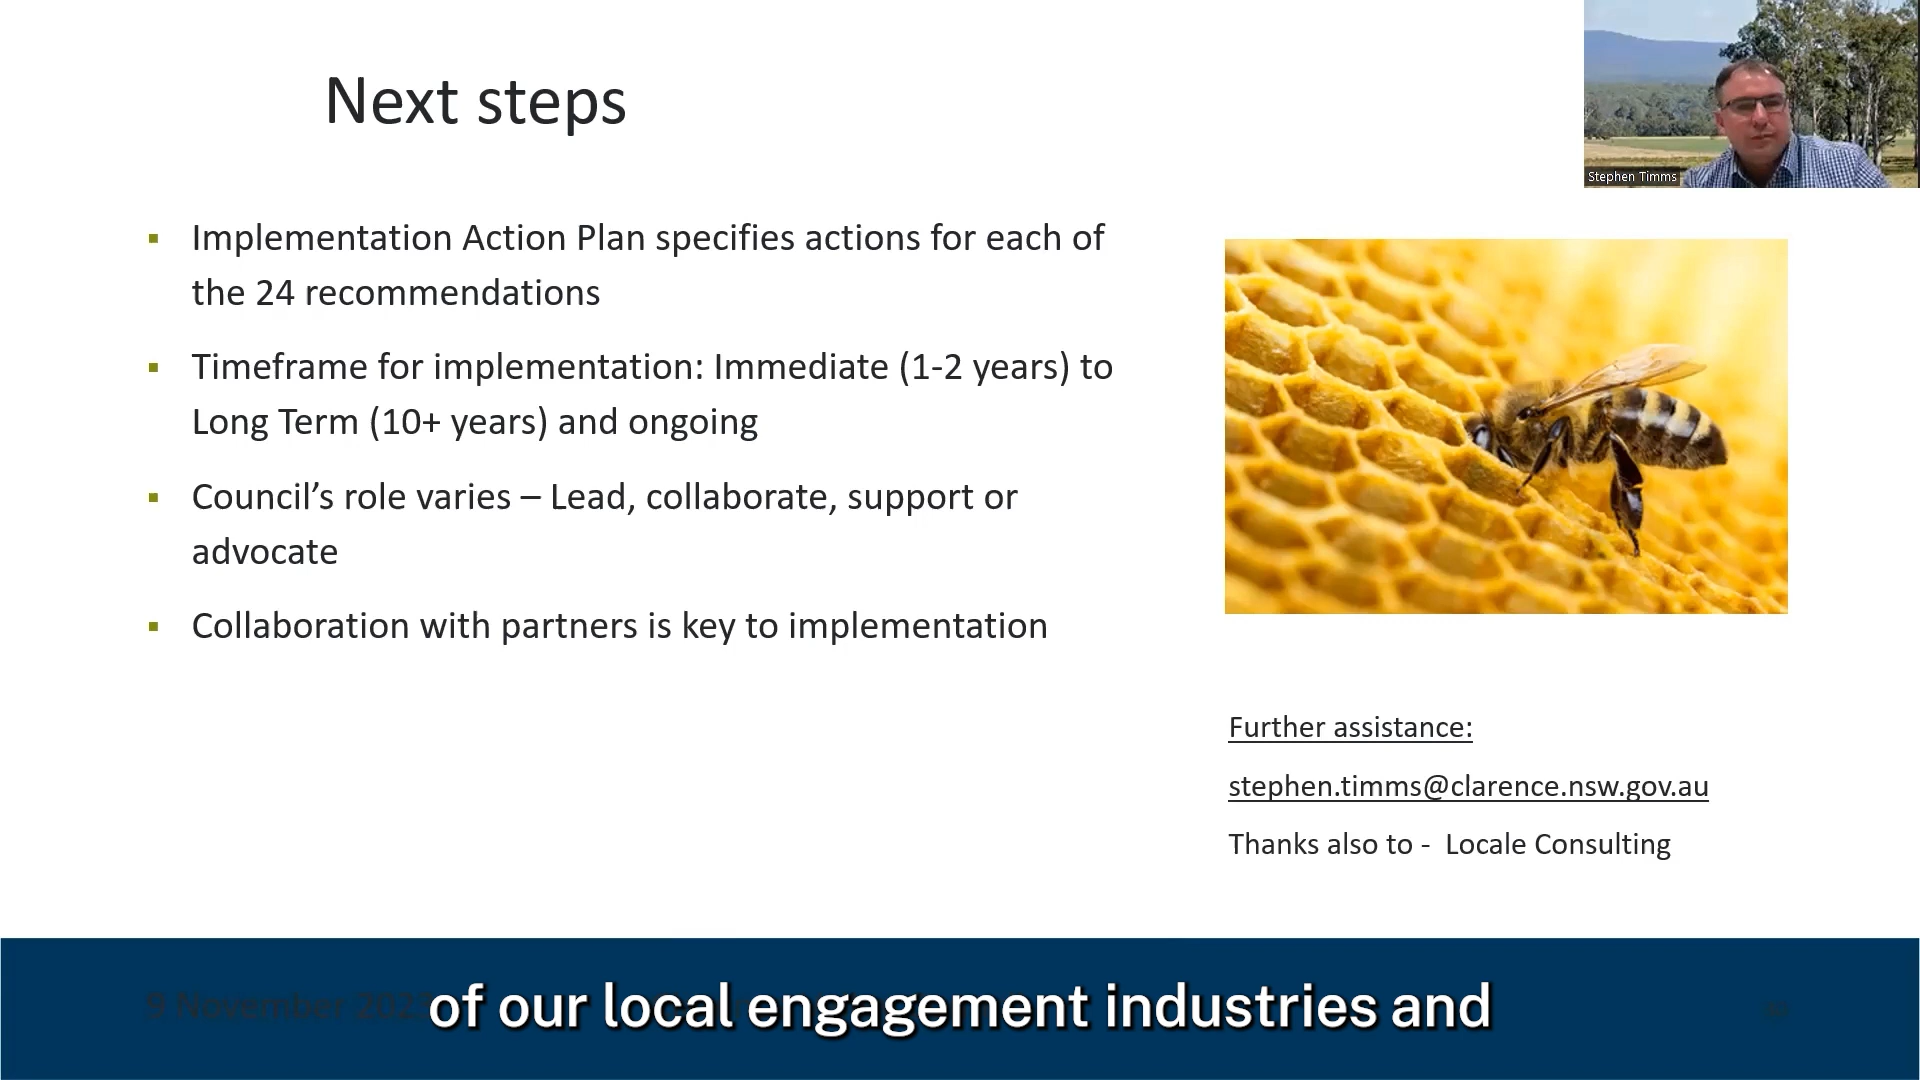 Next steps
Stephen Timms
▪ Implementation Action Plan specifies actions for each of
the 24 recommendations
▪ Timeframe for implementation: Immediate (1-2 years) to
Long Term (10+ years) and ongoing
▪ Council’s role varies – Lead, collaborate, support or
advocate
▪ Collaboration with partners is key to implementation
Further assistance:
stephen.timms@clarence.nsw.gov.au
Thanks also to - Locale Consulting
9 November
of our local engagement industries and